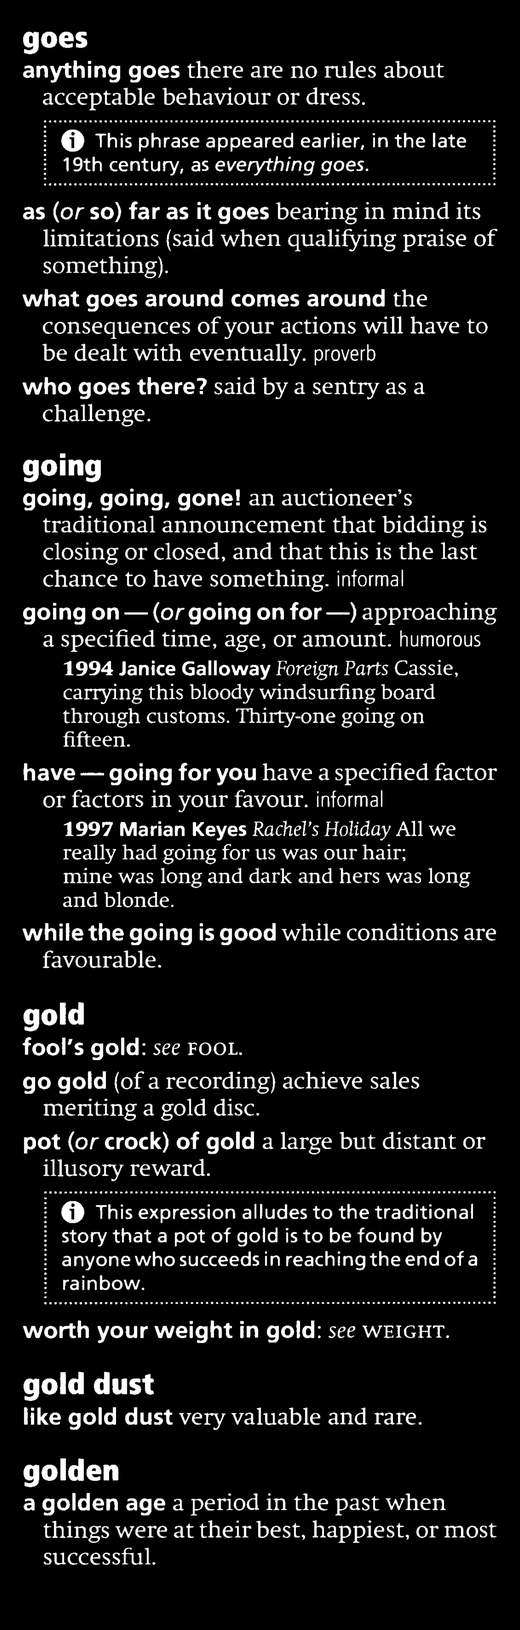 goes
anything goes there are no rules about
acceptable behaviour or dress.
i This phrase appeared earlier, in the late
19th century, as everything goes.
as (or so) far as it goes bearing in mind its
limitations (said when qualifying praise of
something).
what goes around comes around the
consequences of your actions will have to
be dealt with eventually. proverb
who goes there? said by a sentry as a
challenge.
going
going, going, gone! an auctioneer's
traditional announcement that bidding is
closing or closed, and that this is the last
chance to have something. informal
going on — (or going on for —) approaching
a specified time, age, or amount. humorous
1994 Janice Galloway Foreign Parts Cassie,
carrying this bloody windsurfing board
through customs. Thirty-one going on
fifteen.
have — going for you have a specified factor
or factors in your favour. informal
1997 Marian Keyes Rachel's Holiday All we
really had going for us was our hair;
mine was long and dark and hers was long
and blonde.
while the going is good while conditions are
favourable.
gold
fool's gold: see FOOL.
go gold (of a recording) achieve sales
meriting a gold disc.
pot (or crock) of gold a large but distant or
illusory reward.
i This expression alludes to the traditional
story that a pot of gold is to be found by
anyone who succeeds in reaching the end of a
rainbow.
worth your weight in gold: see WEIGHT.
gold dust
like gold dust very valuable and rare.
golden
a golden age a period in the past when
things were at their best, happiest, or most
successful.